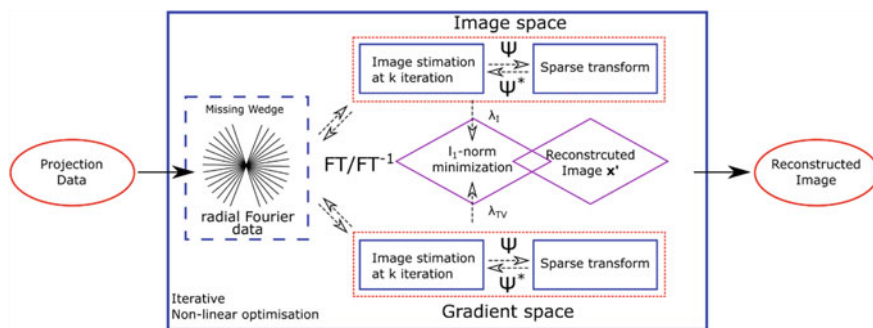 Image space
Image stimation
at k iteration
Ψ
Ψ*
Sparse transform
Missing Wedge
radial Fourier
data
Projection
Data
FT/FT⁻¹
λI
l1-norm
minimization
Reconstrcuted
Image x'
λTV
Reconstructed
Image
Image stimation
at k iteration
Ψ
Ψ*
Sparse transform
Gradient space
Iterative
Non-linear optimisation